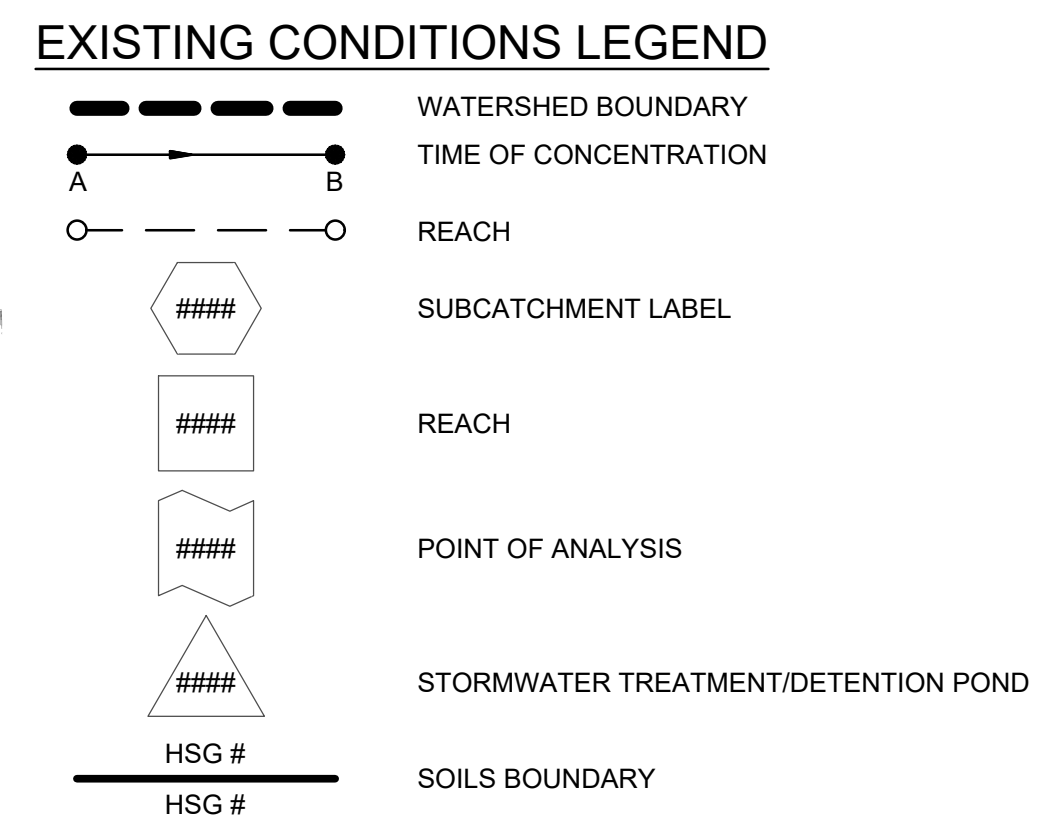 EXISTING CONDITIONS LEGEND
WATERSHED BOUNDARY
TIME OF CONCENTRATION
A B
REACH
#### SUBCATCHMENT LABEL
#### REACH
#### POINT OF ANALYSIS
#### STORMWATER TREATMENT/DETENTION POND
HSG #
SOILS BOUNDARY
HSG #